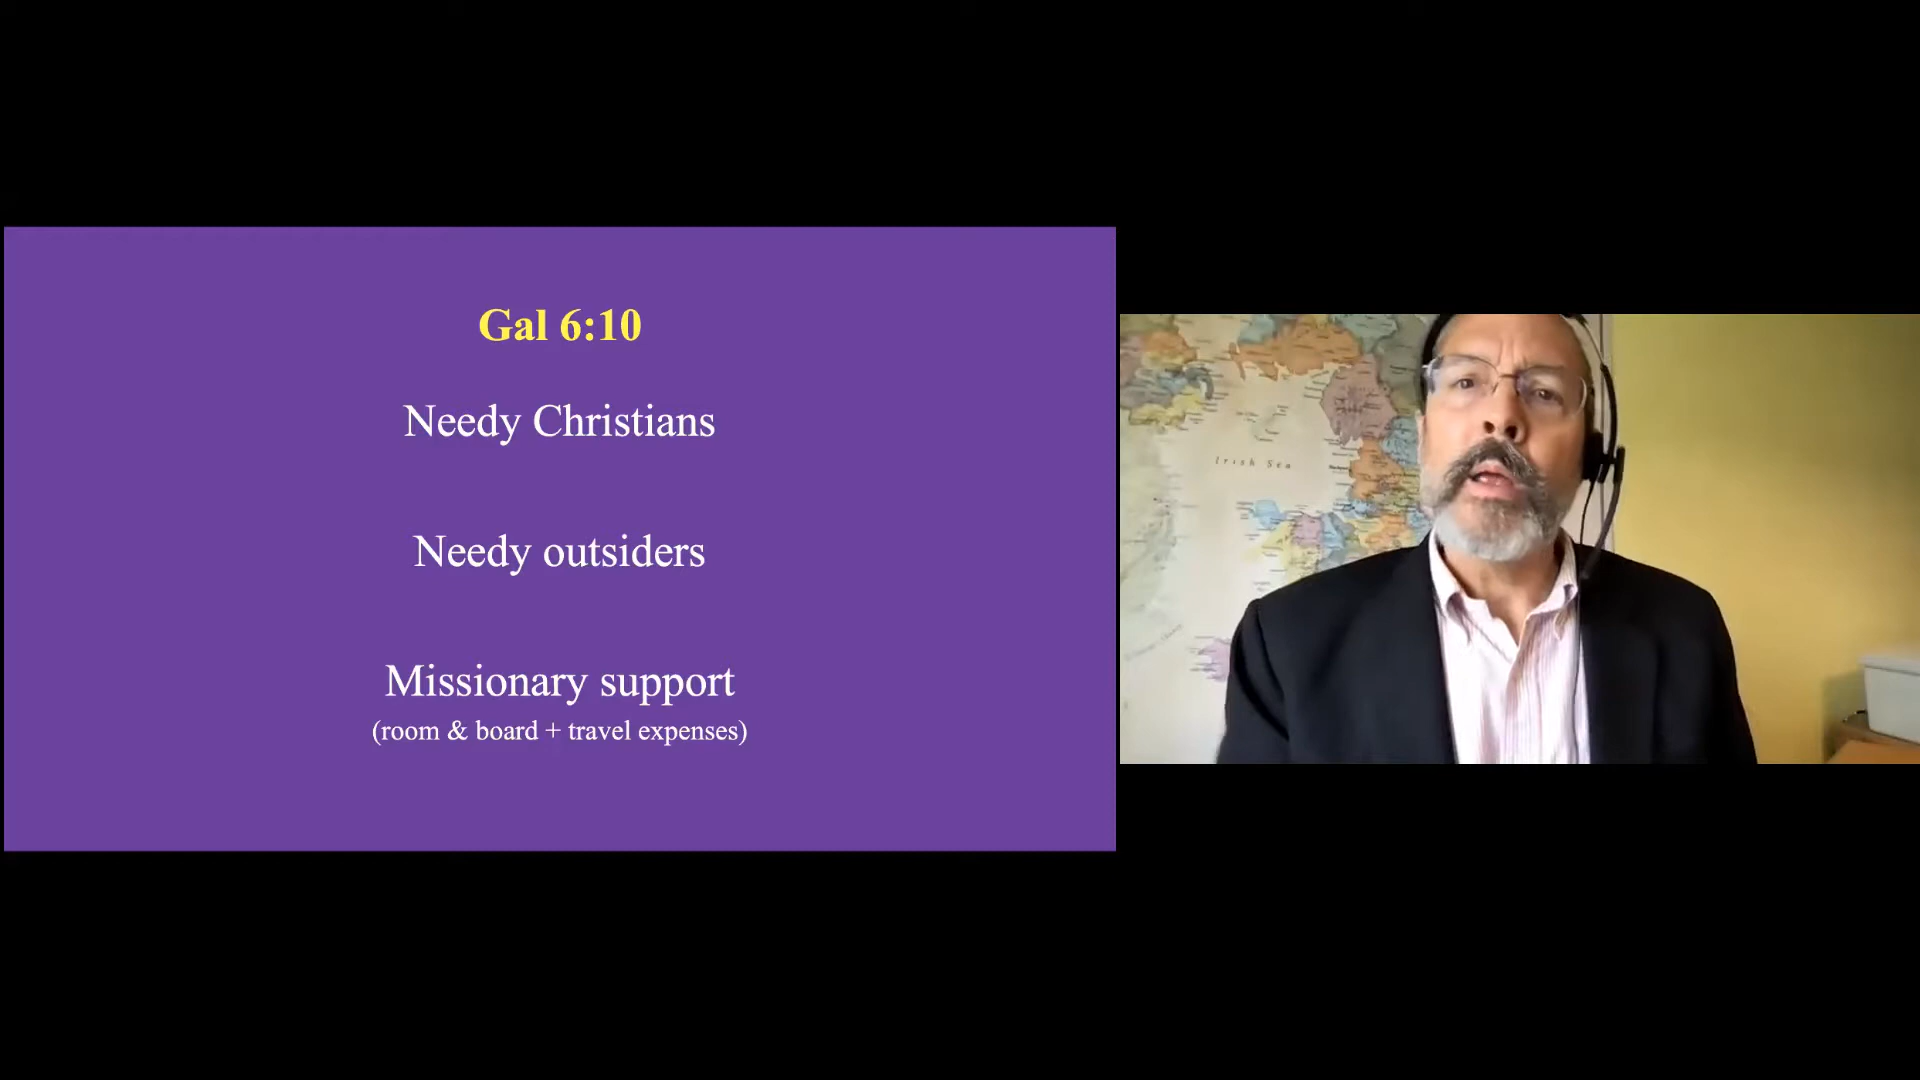 Gal 6:10
Needy Christians
Needy outsiders
Missionary support
(room & board + travel expenses)
Irish Sea